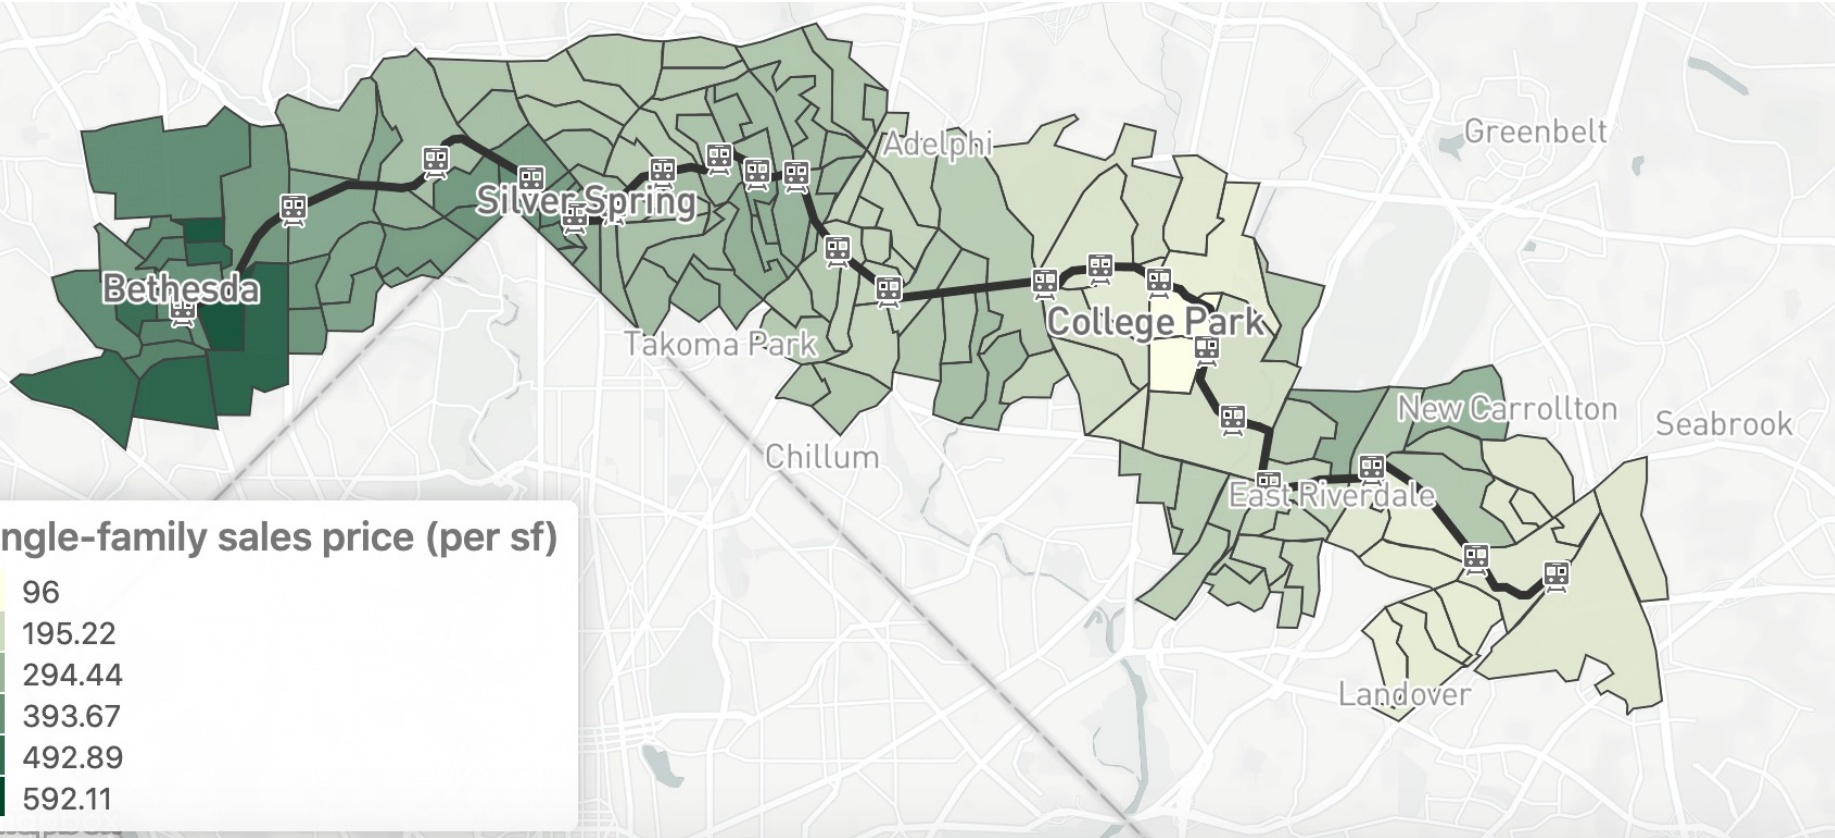 Adelphi
Greenbelt
Silver Spring
Bethesda
College Park
Takoma Park
New Carrollton
Seabrook
Chillum
East Riverdale
ngle-family sales price (per sf)
96
195.22
294.44
393.67
492.89
592.11
Landover